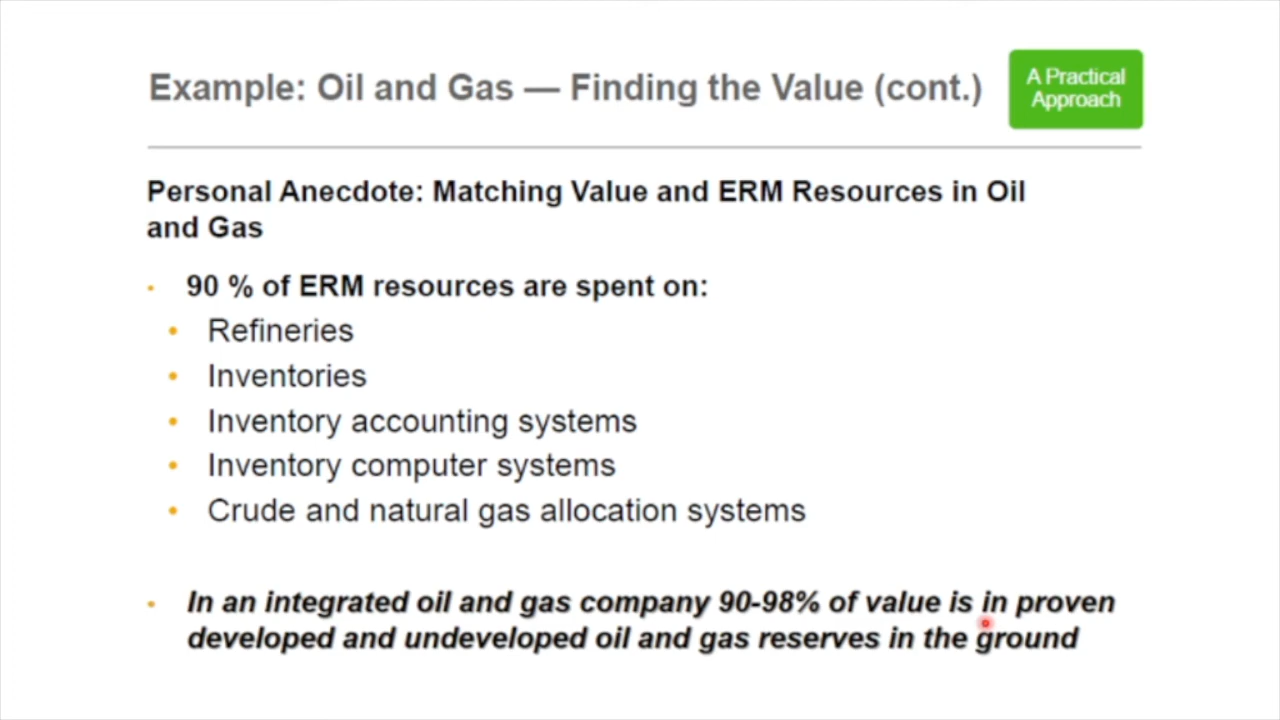 Example: Oil and Gas — Finding the Value (cont.)
A Practical
Approach
Personal Anecdote: Matching Value and ERM Resources in Oil
and Gas
• 90 % of ERM resources are spent on:
• Refineries
• Inventories
• Inventory accounting systems
• Inventory computer systems
• Crude and natural gas allocation systems
• In an integrated oil and gas company 90-98% of value is in proven
developed and undeveloped oil and gas reserves in the ground